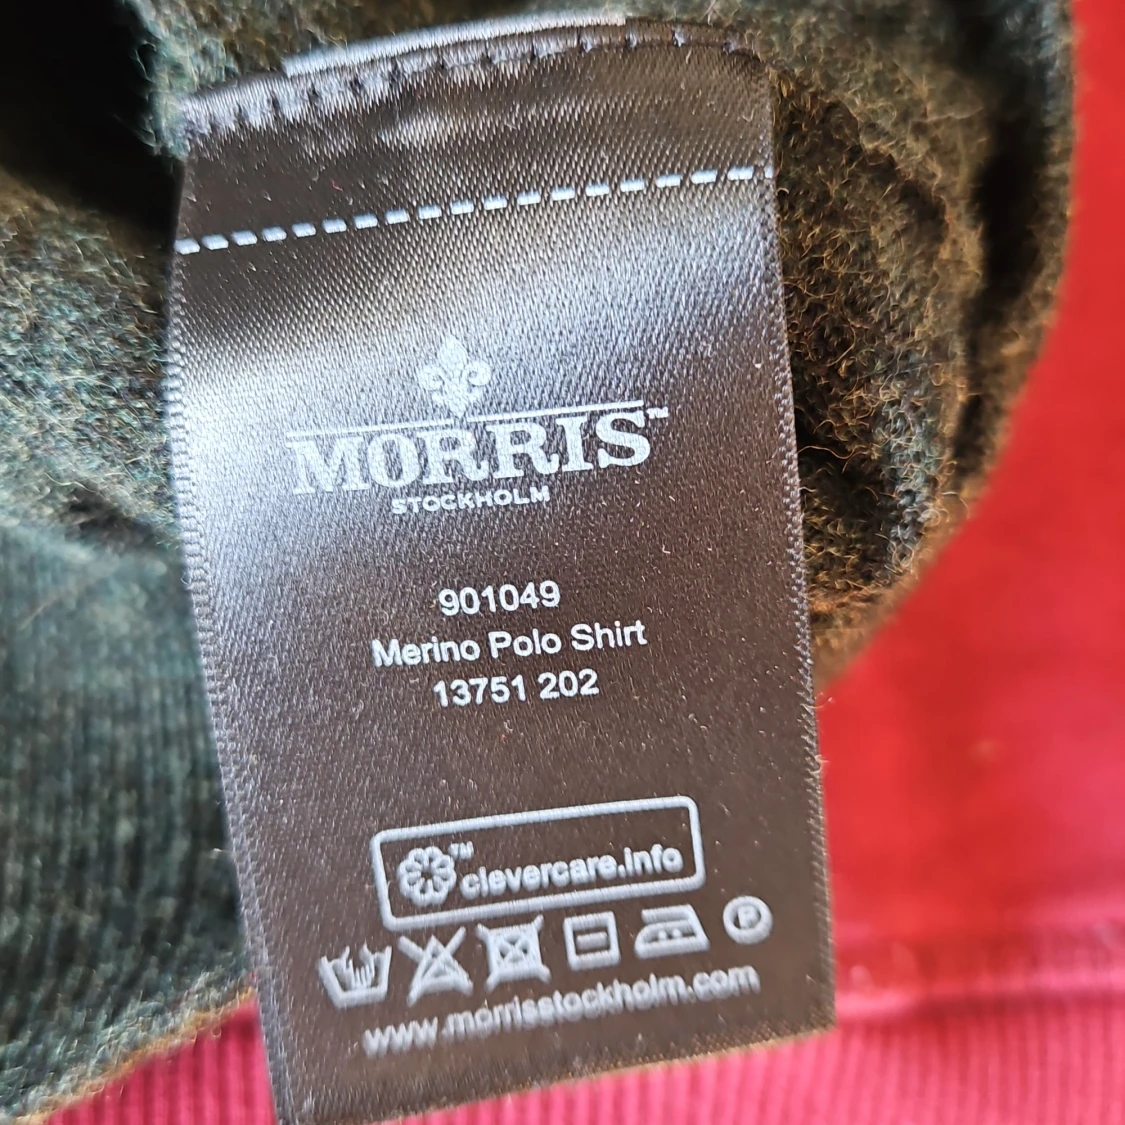 MORRIS™
STOCKHOLM
901049
Merino Polo Shirt
13751 202
™ clevercare.info
P
www.morrisstockholm.com